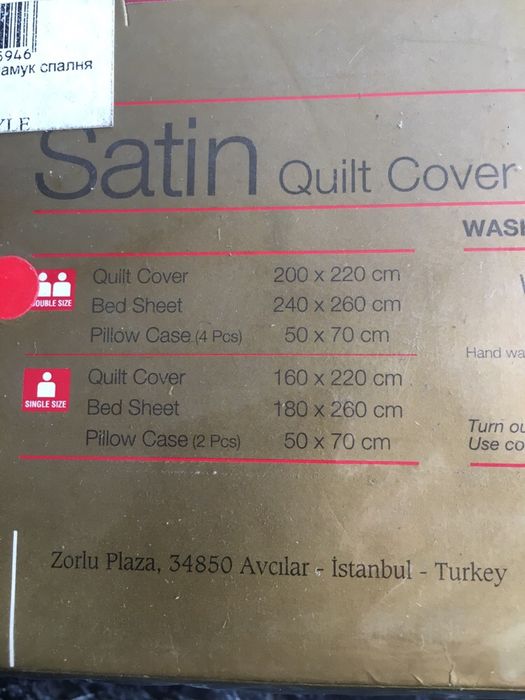 5946
амук спалня
YLE
Satin Quilt Cover
WASH
DOUBLE SIZE
Quilt Cover 200 x 220 cm
Bed Sheet 240 x 260 cm
Pillow Case (4 Pcs) 50 x 70 cm
Hand wa
SINGLE SIZE
Quilt Cover 160 x 220 cm
Bed Sheet 180 x 260 cm
Pillow Case (2 Pcs) 50 x 70 cm
Turn ou
Use co
Zorlu Plaza, 34850 Avcılar - İstanbul - Turkey